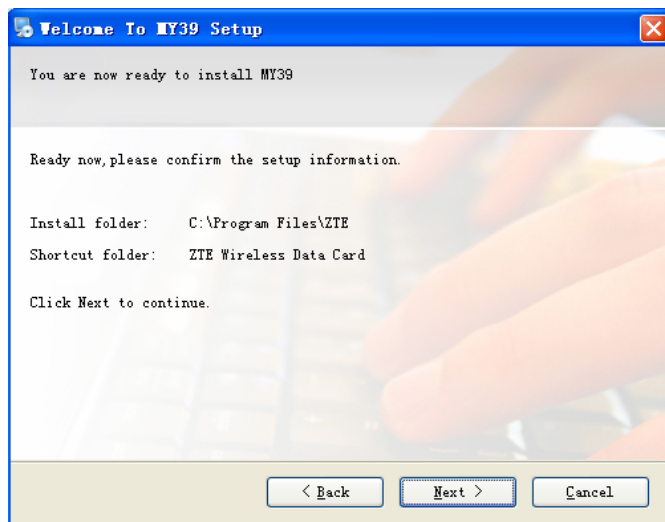 Welcome To MY39 Setup
You are now ready to install MY39
Ready now,please confirm the setup information.
Install folder: C:\Program Files\ZTE
Shortcut folder: ZTE Wireless Data Card
Click Next to continue.
< Back Next > Cancel